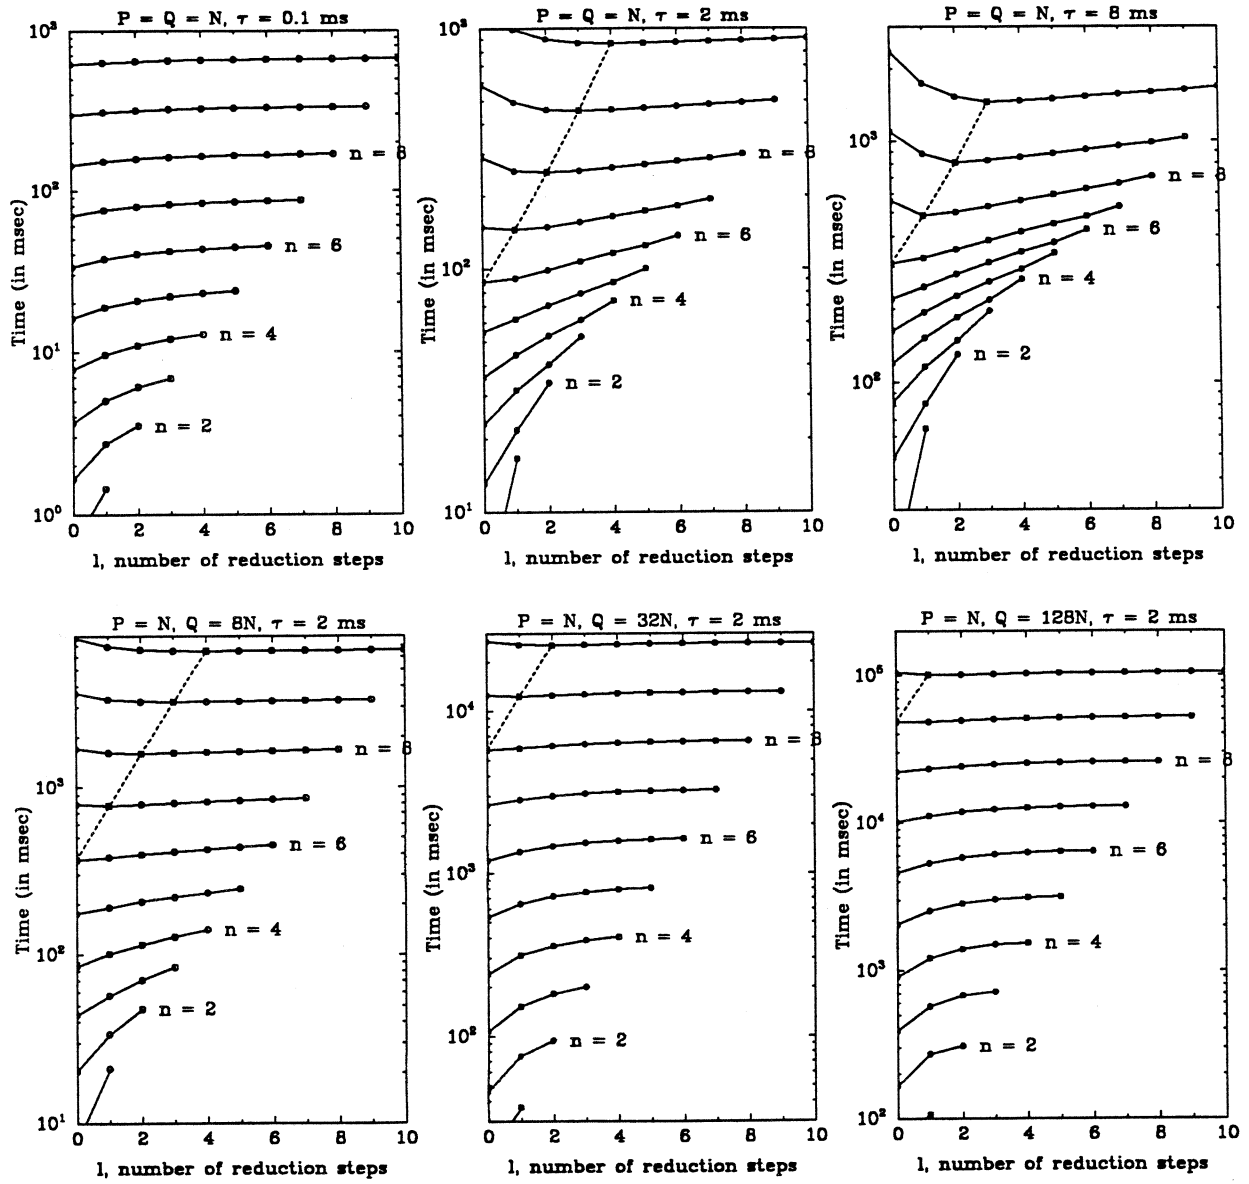 P = Q = N, τ = 0.1 ms
10³
10²
10¹
10⁰
Time (in msec)
n = 8
n = 6
n = 4
n = 2
0 2 4 6 8 10
l, number of reduction steps
P = Q = N, τ = 2 ms
10³
10²
10¹
Time (in msec)
n = 8
n = 6
n = 4
n = 2
0 2 4 6 8 10
l, number of reduction steps
P = Q = N, τ = 8 ms
10³
10²
Time (in msec)
n = 8
n = 6
n = 4
n = 2
0 2 4 6 8 10
l, number of reduction steps
P = N, Q = 8N, τ = 2 ms
10³
10²
10¹
Time (in msec)
n = 8
n = 6
n = 4
n = 2
0 2 4 6 8 10
l, number of reduction steps
P = N, Q = 32N, τ = 2 ms
10⁴
10³
10²
Time (in msec)
n = 8
n = 6
n = 4
n = 2
0 2 4 6 8 10
l, number of reduction steps
P = N, Q = 128N, τ = 2 ms
10⁵
10⁴
10³
10²
Time (in msec)
n = 8
n = 6
n = 4
n = 2
0 2 4 6 8 10
l, number of reduction steps